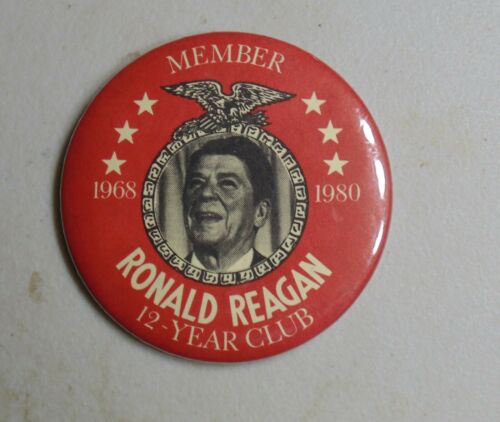 MEMBER
1968 1980
RONALD REAGAN
12-YEAR CLUB